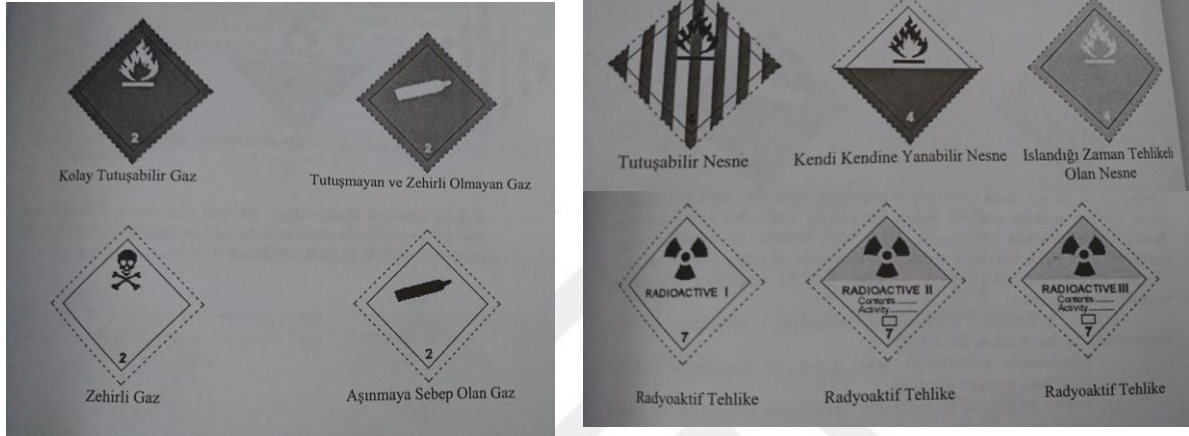 2
Kolay Tutuşabilir Gaz
2
Tutuşmayan ve Zehirli Olmayan Gaz
2
Zehirli Gaz
2
Aşınmaya Sebep Olan Gaz
Tutuşabilir Nesne
4
Kendi Kendine Yanabilir Nesne
4
Islandığı Zaman Tehlikeli
Olan Nesne
RADIOACTIVE I
7
Radyoaktif Tehlike
RADIOACTIVE II
Contents
Activity
7
Radyoaktif Tehlike
RADIOACTIVE III
Contents
Activity
7
Radyoaktif Tehlike